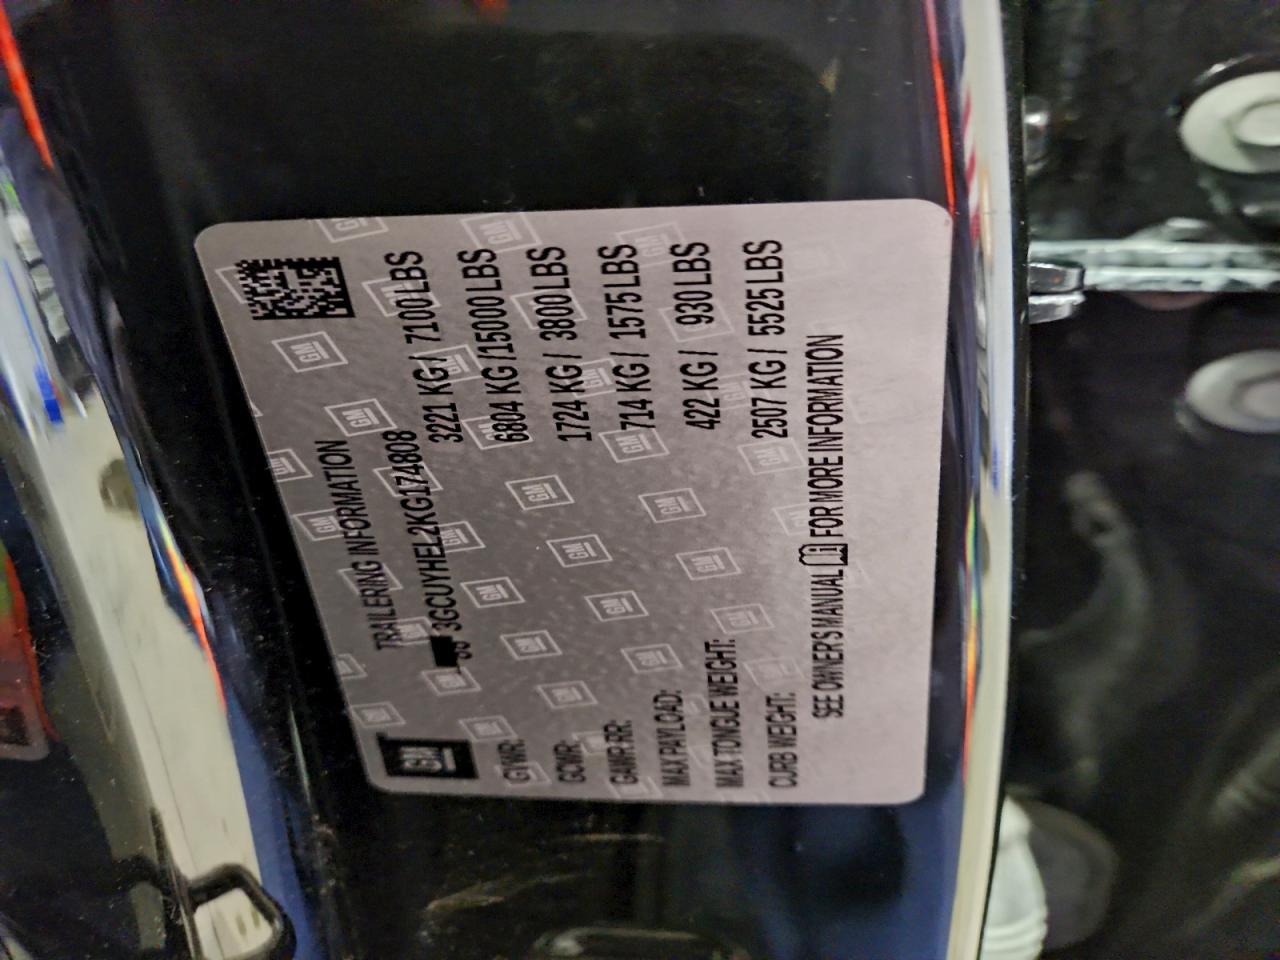 GM
TRAILERING INFORMATION
3GCUYHEL2KG174808
GVWR: 3221 KG / 7100 LBS
GCWR: 6804 KG / 15000 LBS
GAWR RR: 1724 KG / 3800 LBS
MAX PAYLOAD: 714 KG / 1575 LBS
MAX TONGUE WEIGHT: 422 KG / 930 LBS
CURB WEIGHT: 2507 KG / 5525 LBS
SEE OWNER'S MANUAL FOR MORE INFORMATION